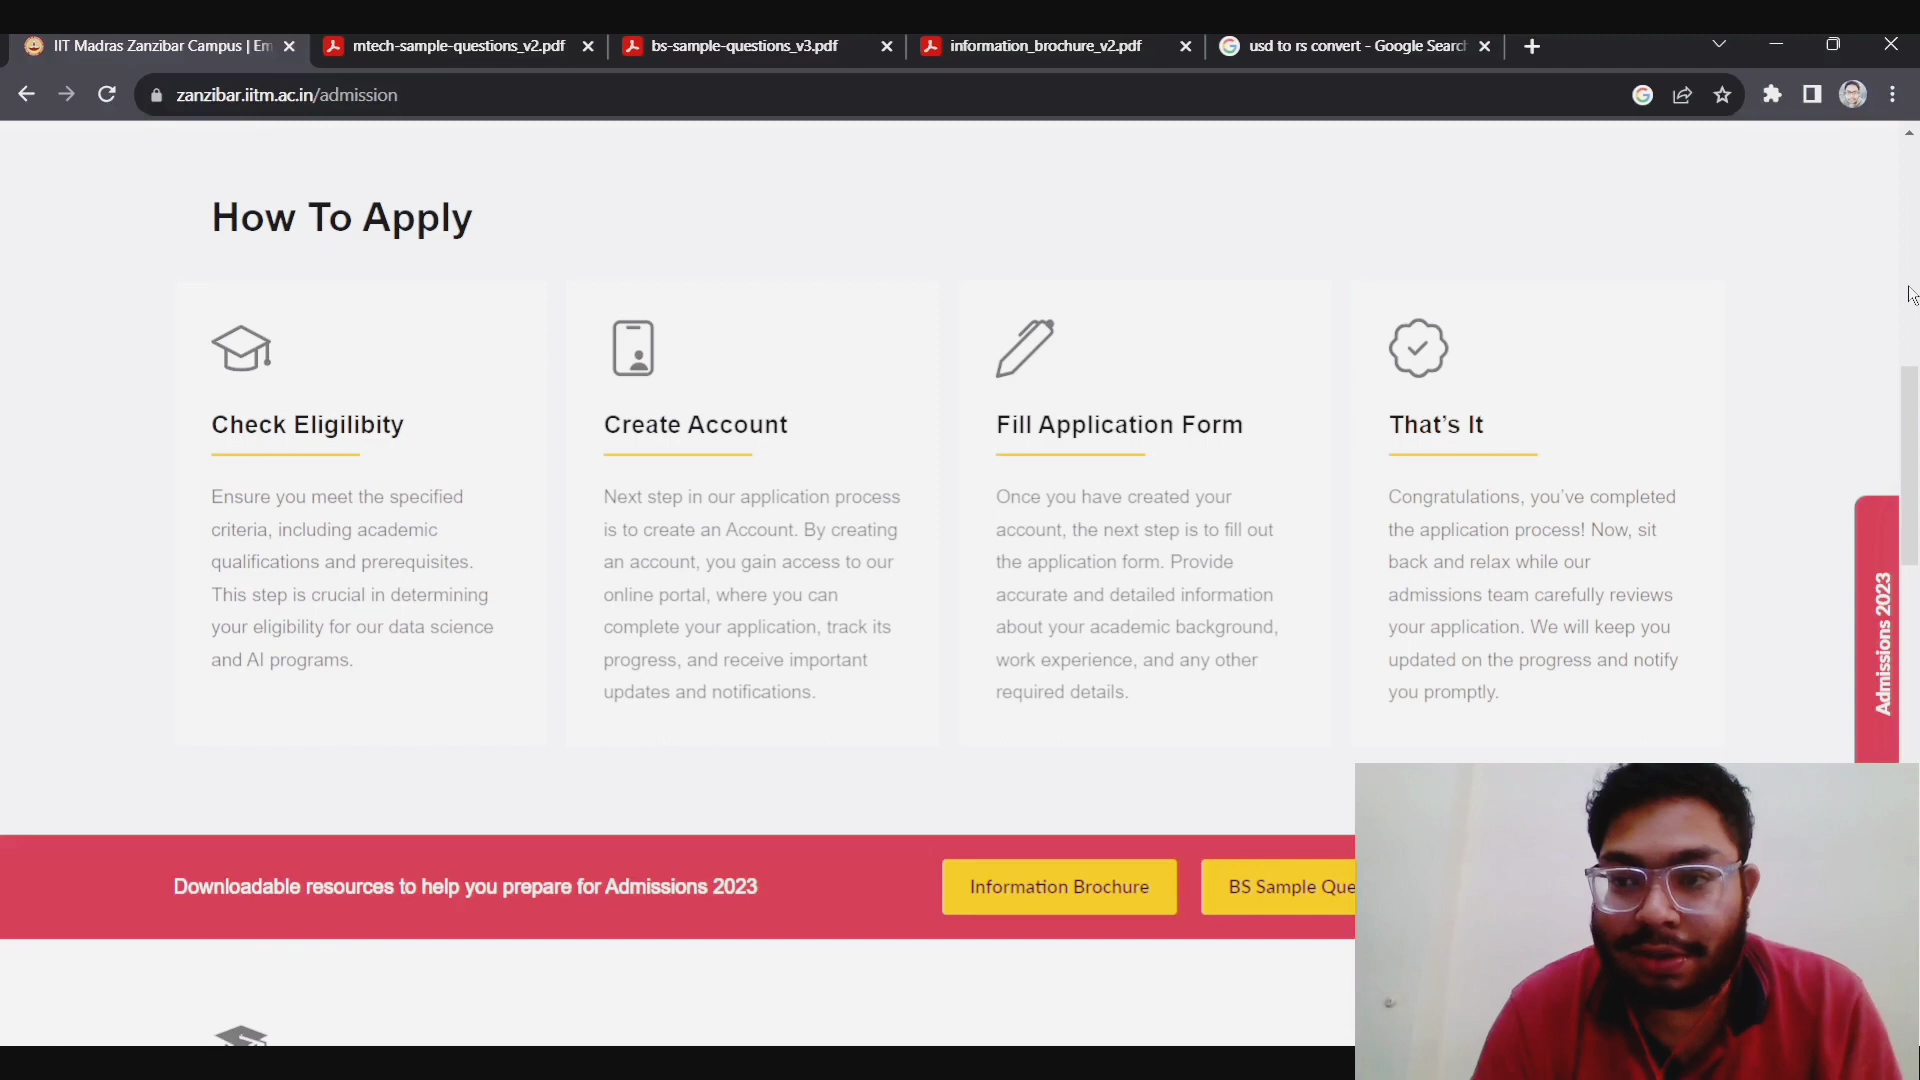 IIT Madras Zanzibar Campus | Em
mtech-sample-questions_v2.pdf
bs-sample-questions_v3.pdf
information_brochure_v2.pdf
usd to rs convert - Google Search
zanzibar.iitm.ac.in/admission
How To Apply
Check Eligilibity
Ensure you meet the specified
criteria, including academic
qualifications and prerequisites.
This step is crucial in determining
your eligibility for our data science
and AI programs.
Create Account
Next step in our application process
is to create an Account. By creating
an account, you gain access to our
online portal, where you can
complete your application, track its
progress, and receive important
updates and notifications.
Fill Application Form
Once you have created your
account, the next step is to fill out
the application form. Provide
accurate and detailed information
about your academic background,
work experience, and any other
required details.
That's It
Congratulations, you've completed
the application process! Now, sit
back and relax while our
admissions team carefully reviews
your application. We will keep you
updated on the progress and notify
you promptly.
Admissions 2023
Downloadable resources to help you prepare for Admissions 2023
Information Brochure
BS Sample Que